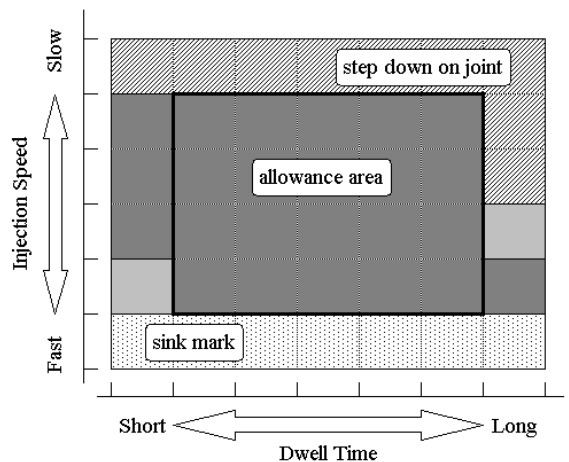 Slow
step down on joint
Injection Speed
allowance area
sink mark
Fast
Short
Long
Dwell Time